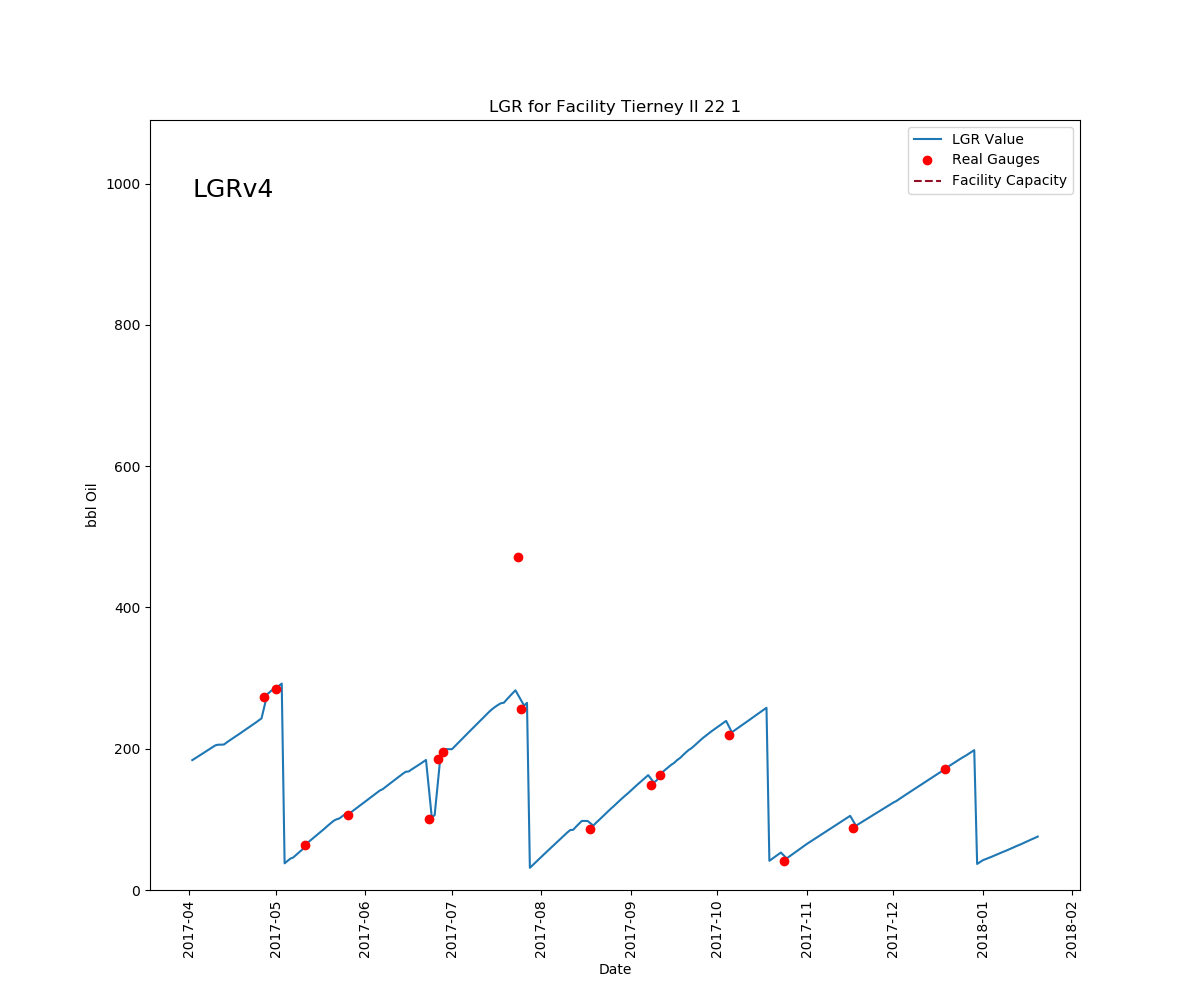 LGR for Facility Tierney II 22 1
LGRv4
LGR Value
Real Gauges
Facility Capacity
bbl Oil
1000
800
600
400
200
0
2017-04
2017-05
2017-06
2017-07
2017-08
2017-09
2017-10
2017-11
2017-12
2018-01
2018-02
Date